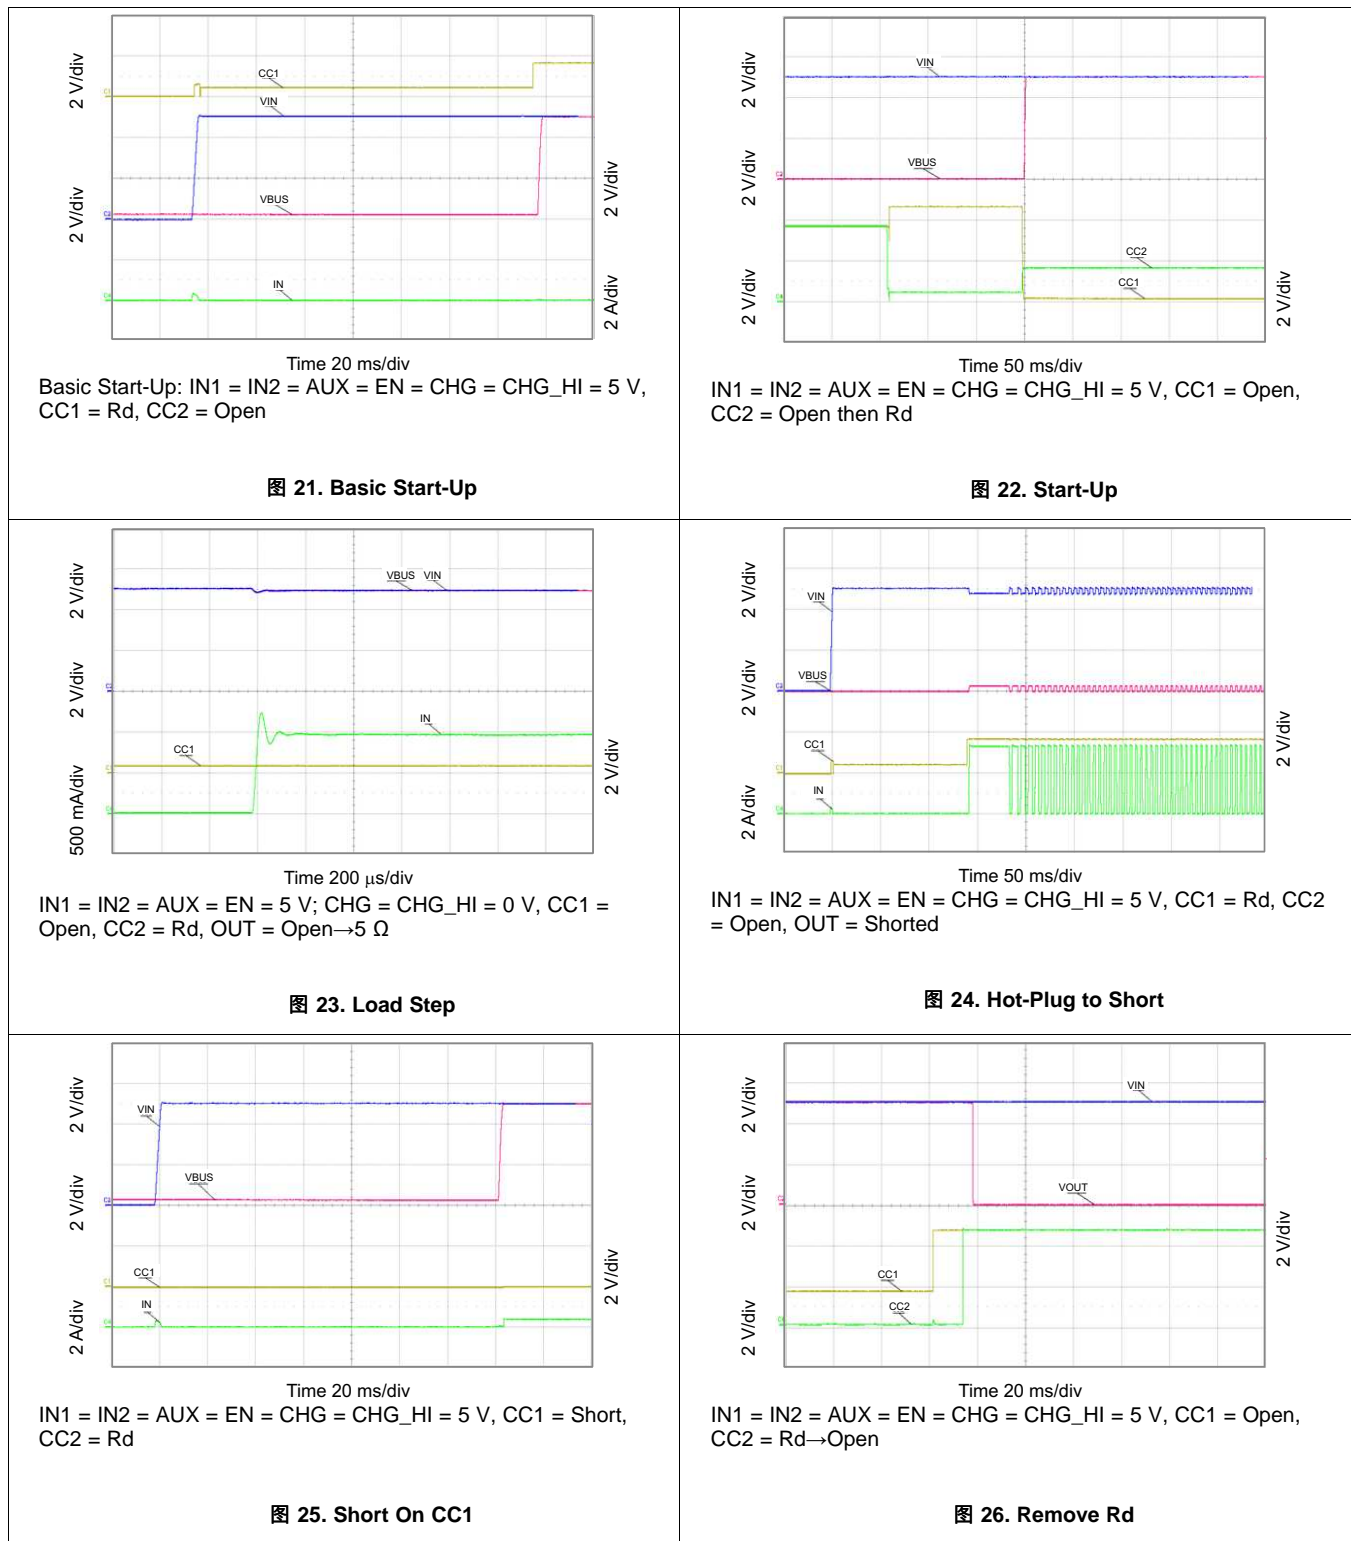 2 V/div
2 V/div
2 V/div
2 A/div
CC1
VIN
VBUS
IN
Time 20 ms/div
Basic Start-Up: IN1 = IN2 = AUX = EN = CHG = CHG_HI = 5 V,
CC1 = Rd, CC2 = Open
图 21. Basic Start-Up
2 V/div
2 V/div
2 V/div
2 V/div
2 V/div
VIN
VBUS
CC2
CC1
Time 50 ms/div
IN1 = IN2 = AUX = EN = CHG = CHG_HI = 5 V, CC1 = Open,
CC2 = Open then Rd
图 22. Start-Up
2 V/div
2 V/div
500 mA/div
2 V/div
VBUS VIN
IN
CC1
Time 200 μs/div
IN1 = IN2 = AUX = EN = 5 V; CHG = CHG_HI = 0 V, CC1 =
Open, CC2 = Rd, OUT = Open→5 Ω
图 23. Load Step
2 V/div
2 V/div
2 A/div
2 V/div
VIN
VBUS
CC1
IN
Time 50 ms/div
IN1 = IN2 = AUX = EN = CHG = CHG_HI = 5 V, CC1 = Rd, CC2
= Open, OUT = Shorted
图 24. Hot-Plug to Short
2 V/div
2 V/div
2 A/div
2 V/div
VIN
VBUS
CC1
IN
Time 20 ms/div
IN1 = IN2 = AUX = EN = CHG = CHG_HI = 5 V, CC1 = Short,
CC2 = Rd
图 25. Short On CC1
2 V/div
2 V/div
2 V/div
2 V/div
VIN
VOUT
CC1
CC2
Time 20 ms/div
IN1 = IN2 = AUX = EN = CHG = CHG_HI = 5 V, CC1 = Open,
CC2 = Rd→Open
图 26. Remove Rd